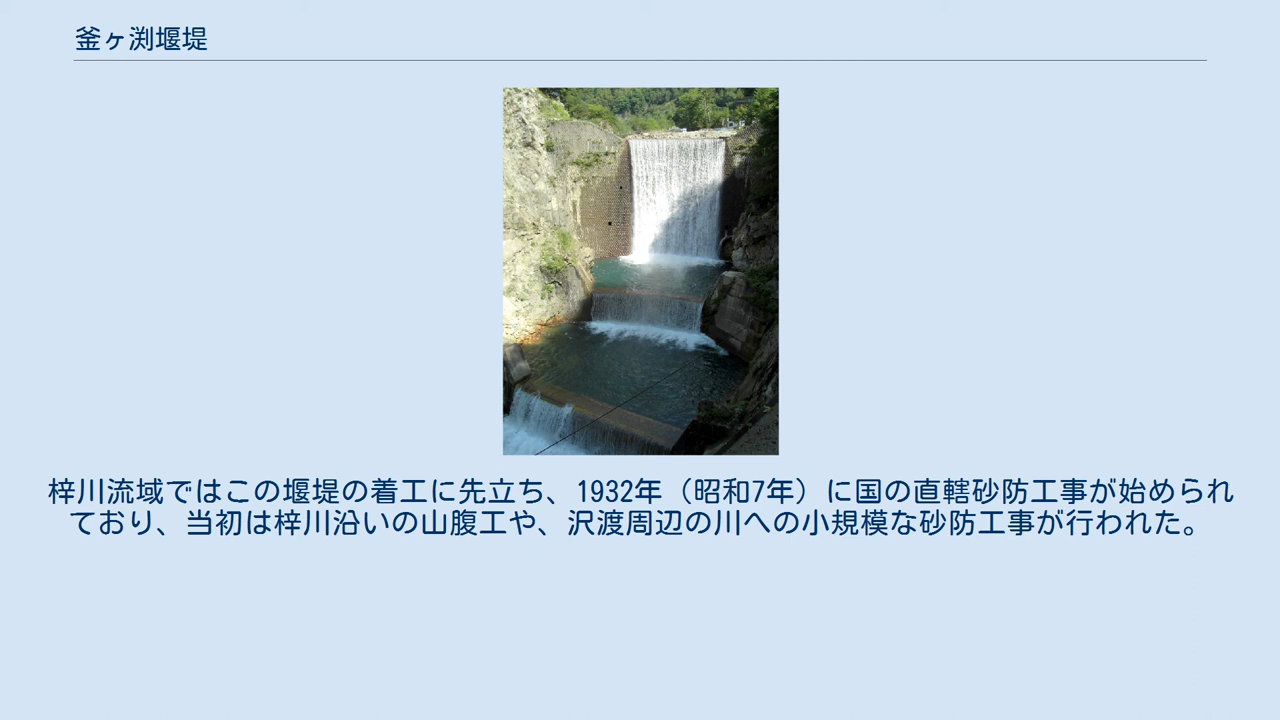 釜ヶ渕堰堤
梓川流域ではこの堰堤の着工に先立ち、1932年（昭和7年）に国の直轄砂防工事が始められ
ており、当初は梓川沿いの山腹工や、沢渡周辺の川への小規模な砂防工事が行われた。